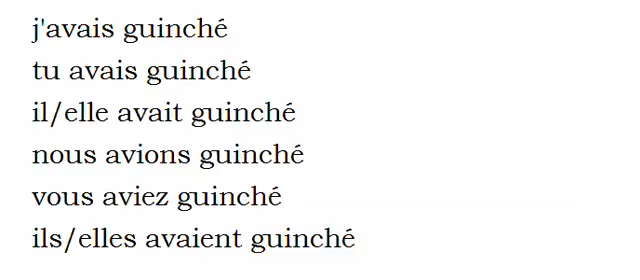 j'avais guinché
tu avais guinché
il/elle avait guinché
nous avions guinché
vous aviez guinché
ils/elles avaient guinché